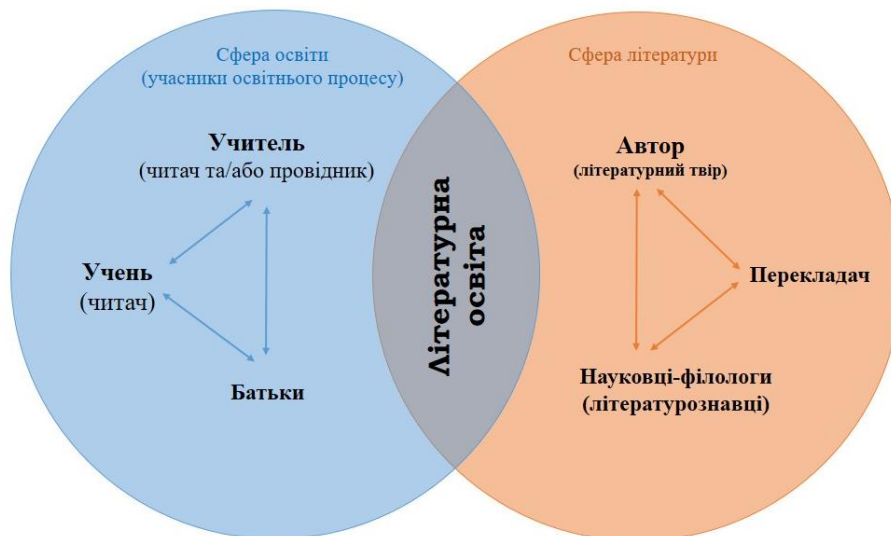 Сфера освіти
(учасники освітнього процесу)
Учитель
(читач та/або провідник)
Учень
(читач)
Батьки
Літературна
освіта
Сфера літератури
Автор
(літературний твір)
Перекладач
Науковці-філологи
(літературознавці)